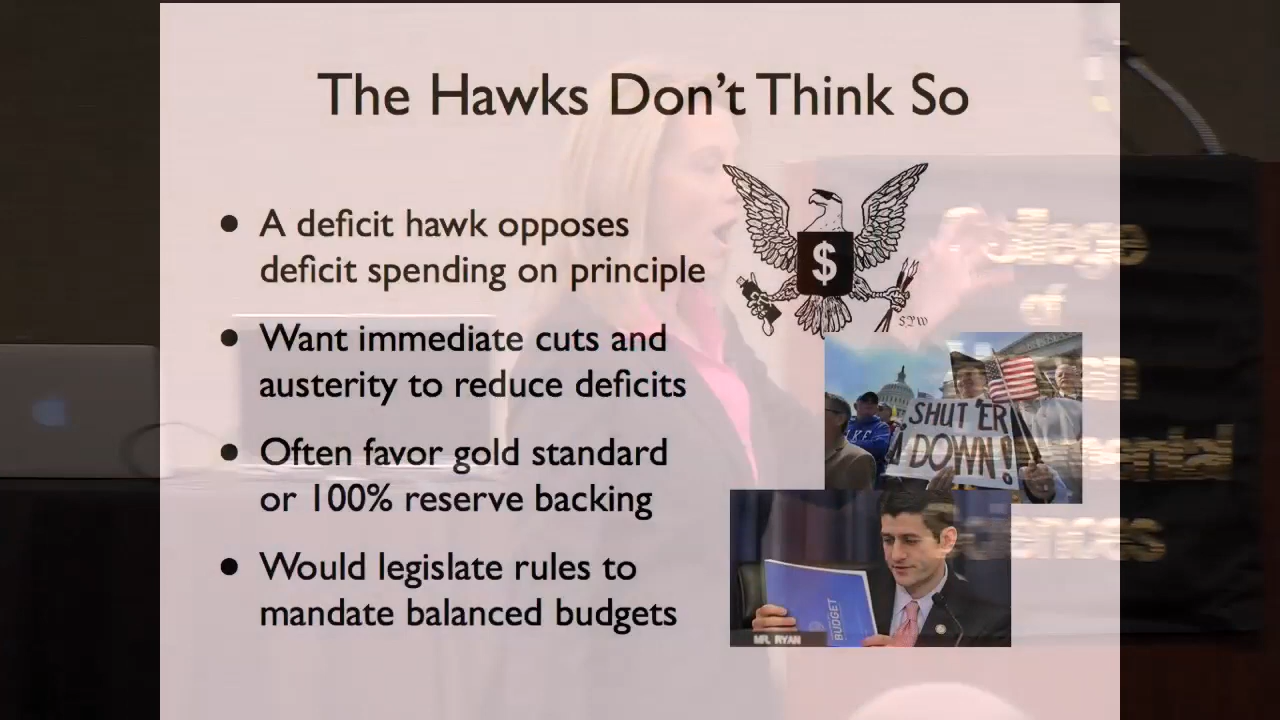 The Hawks Don't Think So
• A deficit hawk opposes
deficit spending on principle
• Want immediate cuts and
austerity to reduce deficits
• Often favor gold standard
or 100% reserve backing
• Would legislate rules to
mandate balanced budgets
$
SHUT 'ER
DOWN!
BUDGET
MR. RYAN
College
of